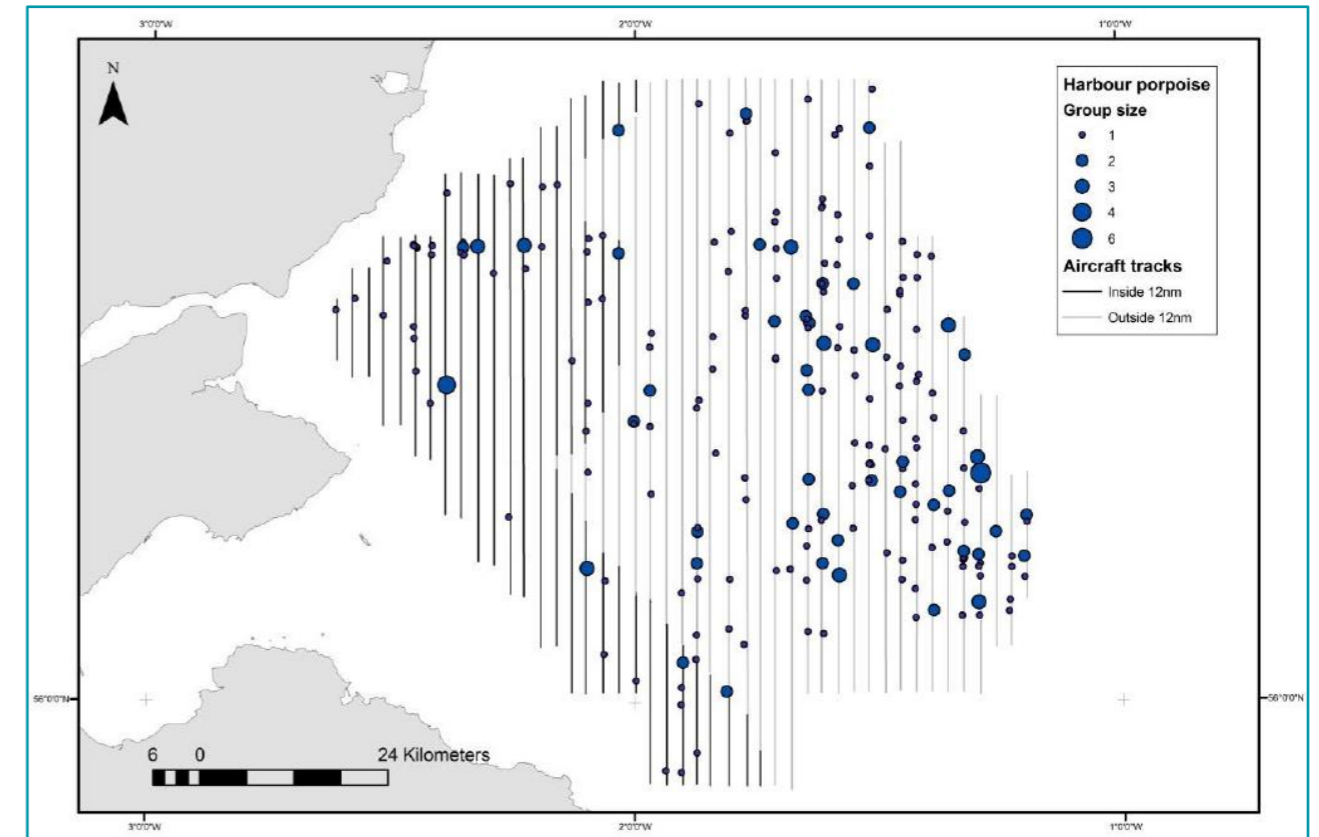 3°0'0"W 2°0'0"W 1°0'0"W
N
Harbour porpoise
Group size
1
2
3
4
6
Aircraft tracks
Inside 12nm
Outside 12nm
56°0'0"N 56°0'0"N
6 0 24 Kilometers
3°0'0"W 2°0'0"W 1°0'0"W